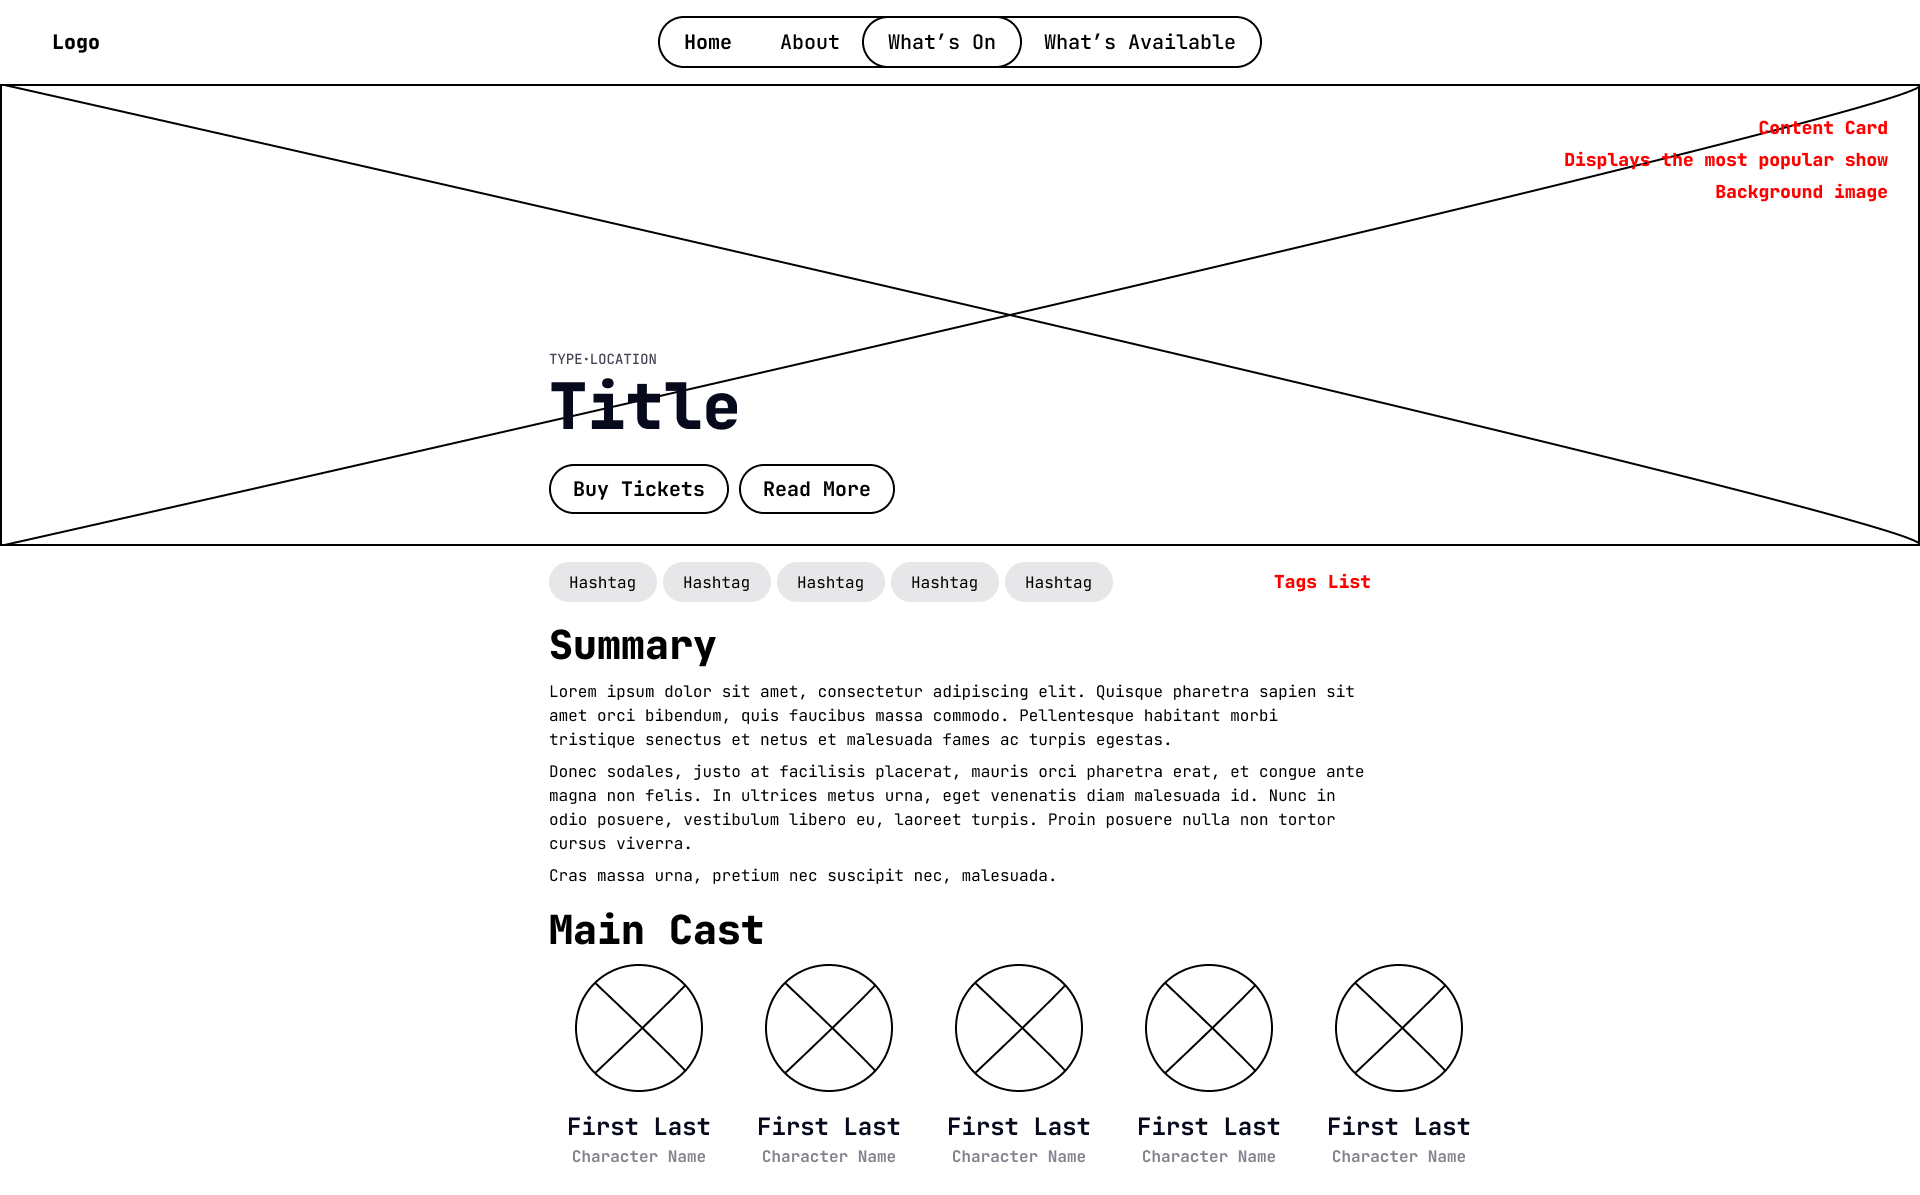 Logo
Home About What’s On What’s Available
Content Card
Displays the most popular show
Background image
TYPE·LOCATION
Title
Buy Tickets Read More
Hashtag Hashtag Hashtag Hashtag Hashtag Tags List
Summary
Lorem ipsum dolor sit amet, consectetur adipiscing elit. Quisque pharetra sapien sit
amet orci bibendum, quis faucibus massa commodo. Pellentesque habitant morbi
tristique senectus et netus et malesuada fames ac turpis egestas.
Donec sodales, justo at facilisis placerat, mauris orci pharetra erat, et congue ante
magna non felis. In ultrices metus urna, eget venenatis diam malesuada id. Nunc in
odio posuere, vestibulum libero eu, laoreet turpis. Proin posuere nulla non tortor
cursus viverra.
Cras massa urna, pretium nec suscipit nec, malesuada.
Main Cast
First Last First Last First Last First Last First Last
Character Name Character Name Character Name Character Name Character Name